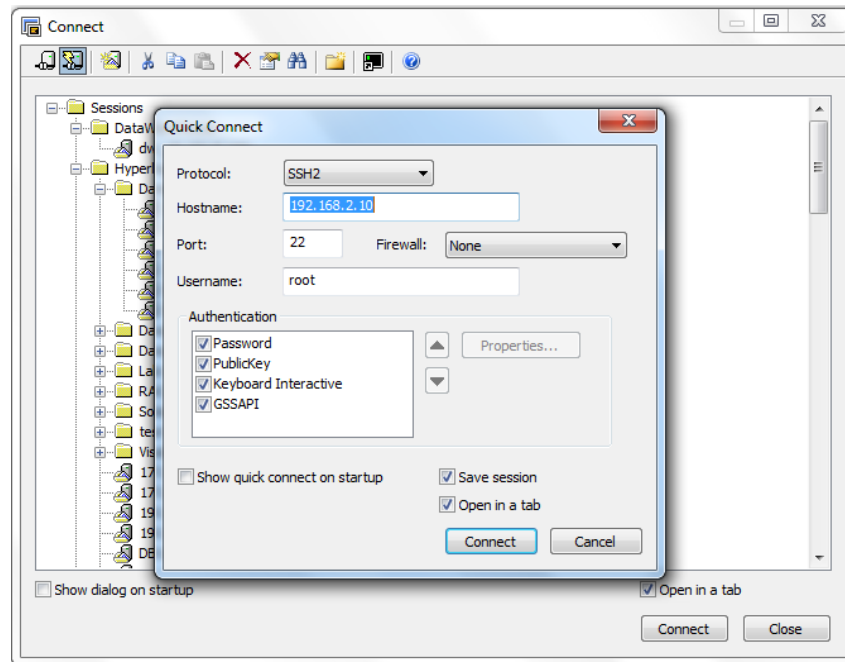 Connect
Sessions
DataW
dw
Hyperl
Da
Da
Da
La
RA
So
te
Vis
17
17
19
19
DE
Quick Connect
Protocol: SSH2
Hostname: 192.168.2.10
Port: 22 Firewall: None
Username: root
Authentication
Password
PublicKey
Keyboard Interactive
GSSAPI
Properties...
Show quick connect on startup
Save session
Open in a tab
Connect Cancel
Show dialog on startup
Open in a tab
Connect Close